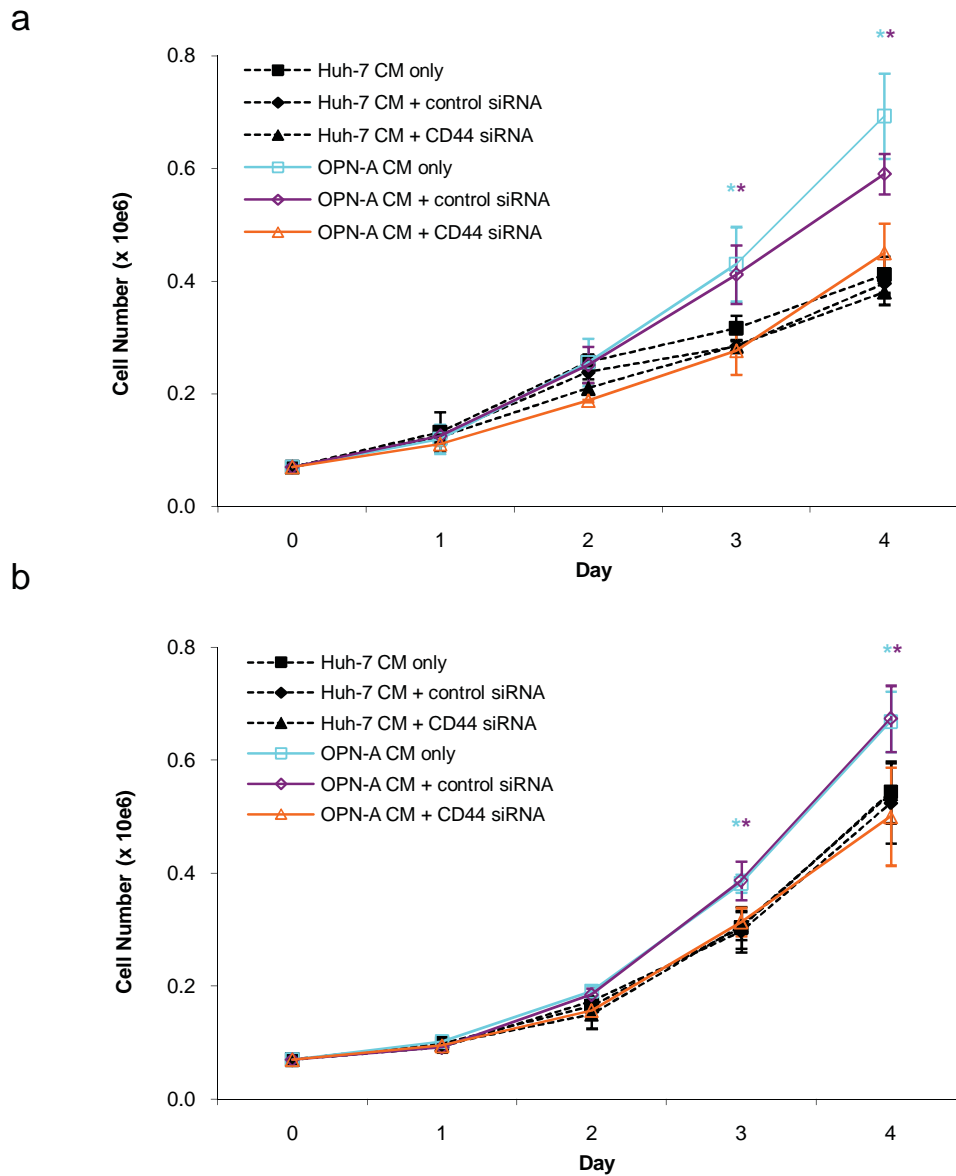 a
* *
0.8
Huh-7 CM only
Huh-7 CM + control siRNA
Huh-7 CM + CD44 siRNA
OPN-A CM only
OPN-A CM + control siRNA
OPN-A CM + CD44 siRNA
* *
0.6
0.4
0.2
0.0
Cell Number (x 10e6)
0 1 2 3 4
Day
b
* *
0.8
Huh-7 CM only
Huh-7 CM + control siRNA
Huh-7 CM + CD44 siRNA
OPN-A CM only
OPN-A CM + control siRNA
OPN-A CM + CD44 siRNA
* *
0.6
0.4
0.2
0.0
Cell Number (x 10e6)
0 1 2 3 4
Day